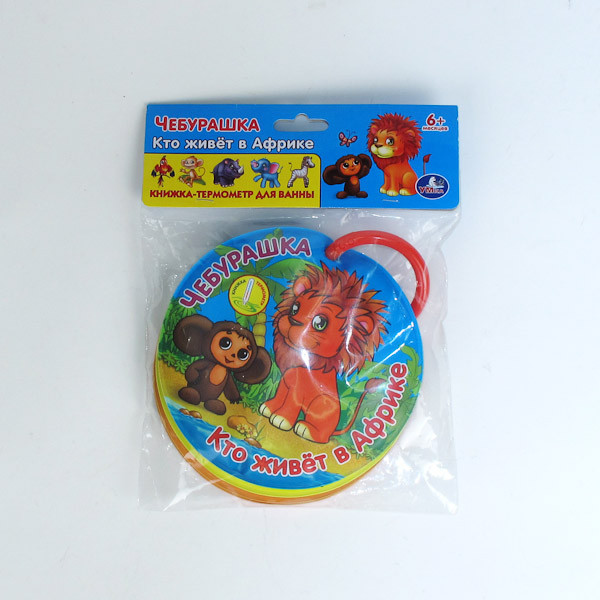 ЧЕБУРАШКА
Кто живёт в Африке
КНИЖКА-ТЕРМОМЕТР ДЛЯ ВАННЫ
6+
месяцев
Умка
ЧЕБУРАШКА
Кто живёт в Африке